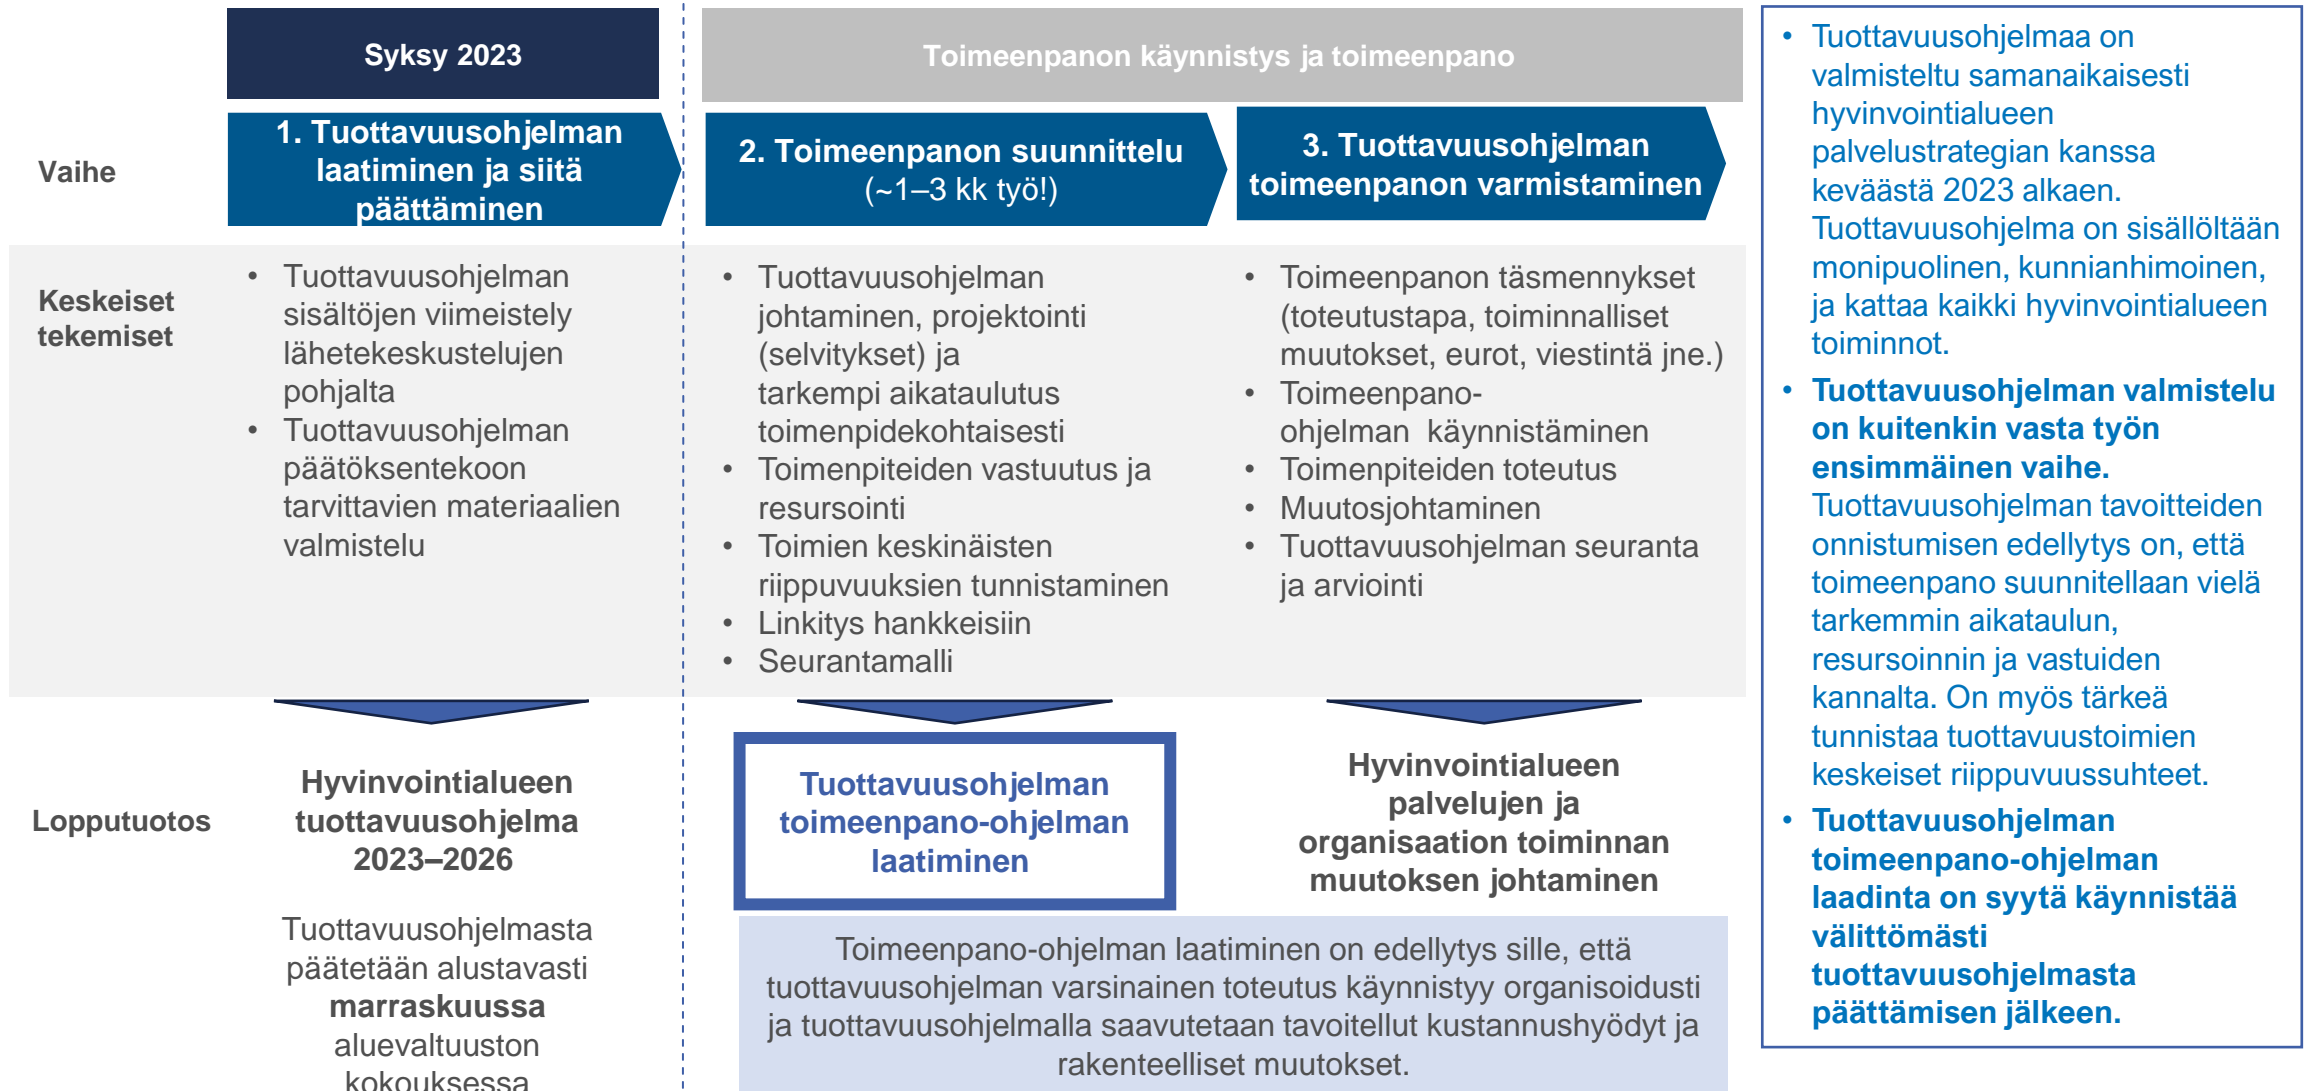 Syksy 2023
Toimeenpanon käynnistys ja toimeenpano
Vaihe
1. Tuottavuusohjelman
laatiminen ja siitä
päättäminen
2. Toimeenpanon suunnittelu
(~1–3 kk työ!)
3. Tuottavuusohjelman
toimeenpanon varmistaminen
Keskeiset
tekemiset
• Tuottavuusohjelman
sisältöjen viimeistely
lähetekeskustelujen
pohjalta
• Tuottavuusohjelman
päätöksentekoon
tarvittavien materiaalien
valmistelu
• Tuottavuusohjelman
johtaminen, projektointi
(selvitykset) ja
tarkempi aikataulutus
toimenpidekohtaisesti
• Toimenpiteiden vastuutus ja
resursointi
• Toimien keskinäisten
riippuvuuksien tunnistaminen
• Linkitys hankkeisiin
• Seurantamalli
• Toimeenpanon täsmennykset
(toteutustapa, toiminnalliset
muutokset, eurot, viestintä jne.)
• Toimeenpano-
ohjelman käynnistäminen
• Toimenpiteiden toteutus
• Muutosjohtaminen
• Tuottavuusohjelman seuranta
ja arviointi
Lopputuotos
Hyvinvointialueen
tuottavuusohjelma
2023–2026
Tuottavuusohjelmasta
päätetään alustavasti
marraskuussa
aluevaltuuston
kokouksessa
Tuottavuusohjelman
toimeenpano-ohjelman
laatiminen
Hyvinvointialueen
palvelujen ja
organisaation toiminnan
muutoksen johtaminen
Toimeenpano-ohjelman laatiminen on edellytys sille, että
tuottavuusohjelman varsinainen toteutus käynnistyy organisoidusti
ja tuottavuusohjelmalla saavutetaan tavoitellut kustannushyödyt ja
rakenteelliset muutokset.
• Tuottavuusohjelmaa on
valmisteltu samanaikaisesti
hyvinvointialueen
palvelustrategian kanssa
keväästä 2023 alkaen.
Tuottavuusohjelma on sisällöltään
monipuolinen, kunnianhimoinen,
ja kattaa kaikki hyvinvointialueen
toiminnot.
• Tuottavuusohjelman valmistelu
on kuitenkin vasta työn
ensimmäinen vaihe.
Tuottavuusohjelman tavoitteiden
onnistumisen edellytys on, että
toimeenpano suunnitellaan vielä
tarkemmin aikataulun,
resursoinnin ja vastuiden
kannalta. On myös tärkeä
tunnistaa tuottavuustoimien
keskeiset riippuvuussuhteet.
• Tuottavuusohjelman
toimeenpano-ohjelman
laadinta on syytä käynnistää
välittömästi
tuottavuusohjelmasta
päättämisen jälkeen.